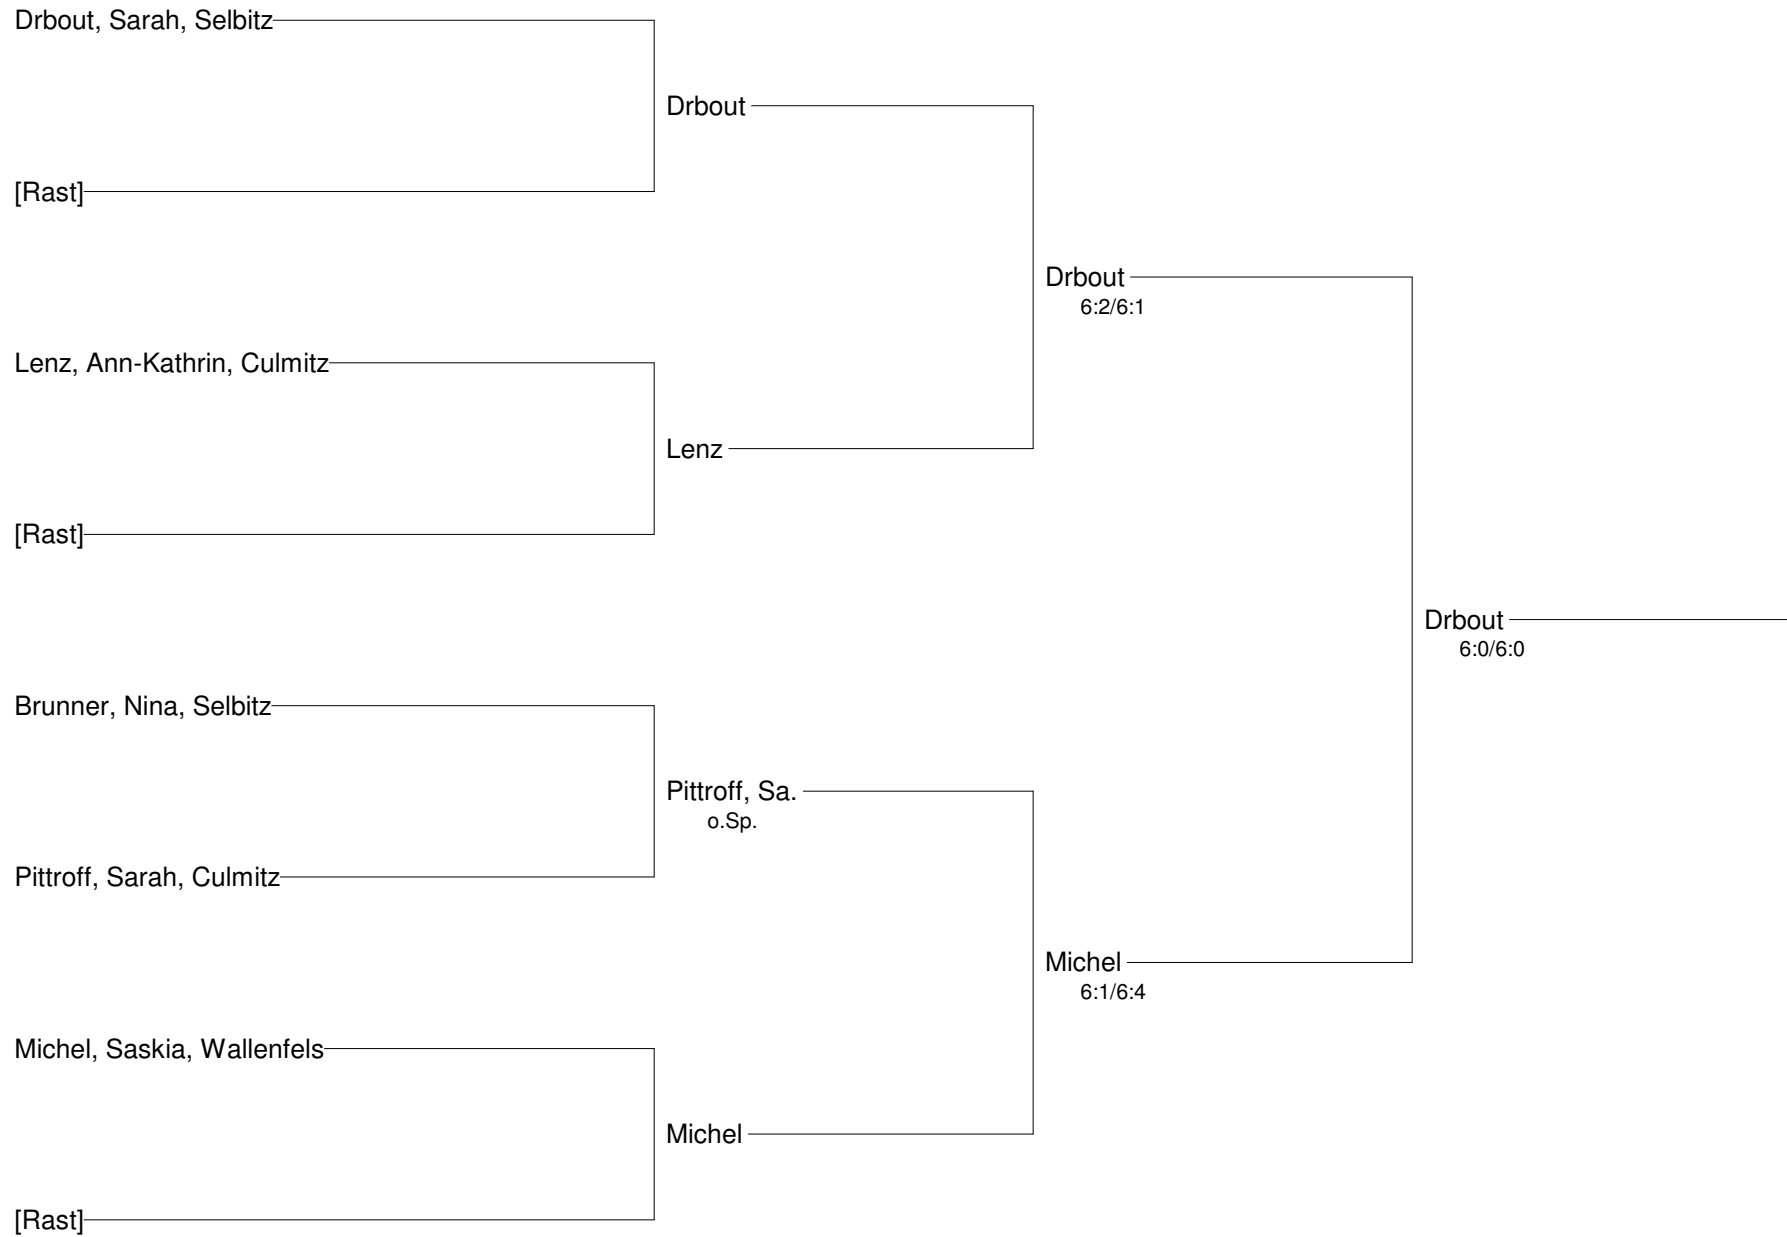 Drbout, Sarah, Selbitz
Drbout
[Rast]
Drbout
6:2/6:1
Lenz, Ann-Kathrin, Culmitz
Lenz
[Rast]
Drbout
6:0/6:0
Brunner, Nina, Selbitz
Pittroff, Sa.
o.Sp.
Pittroff, Sarah, Culmitz
Michel
6:1/6:4
Michel, Saskia, Wallenfels
Michel
[Rast]